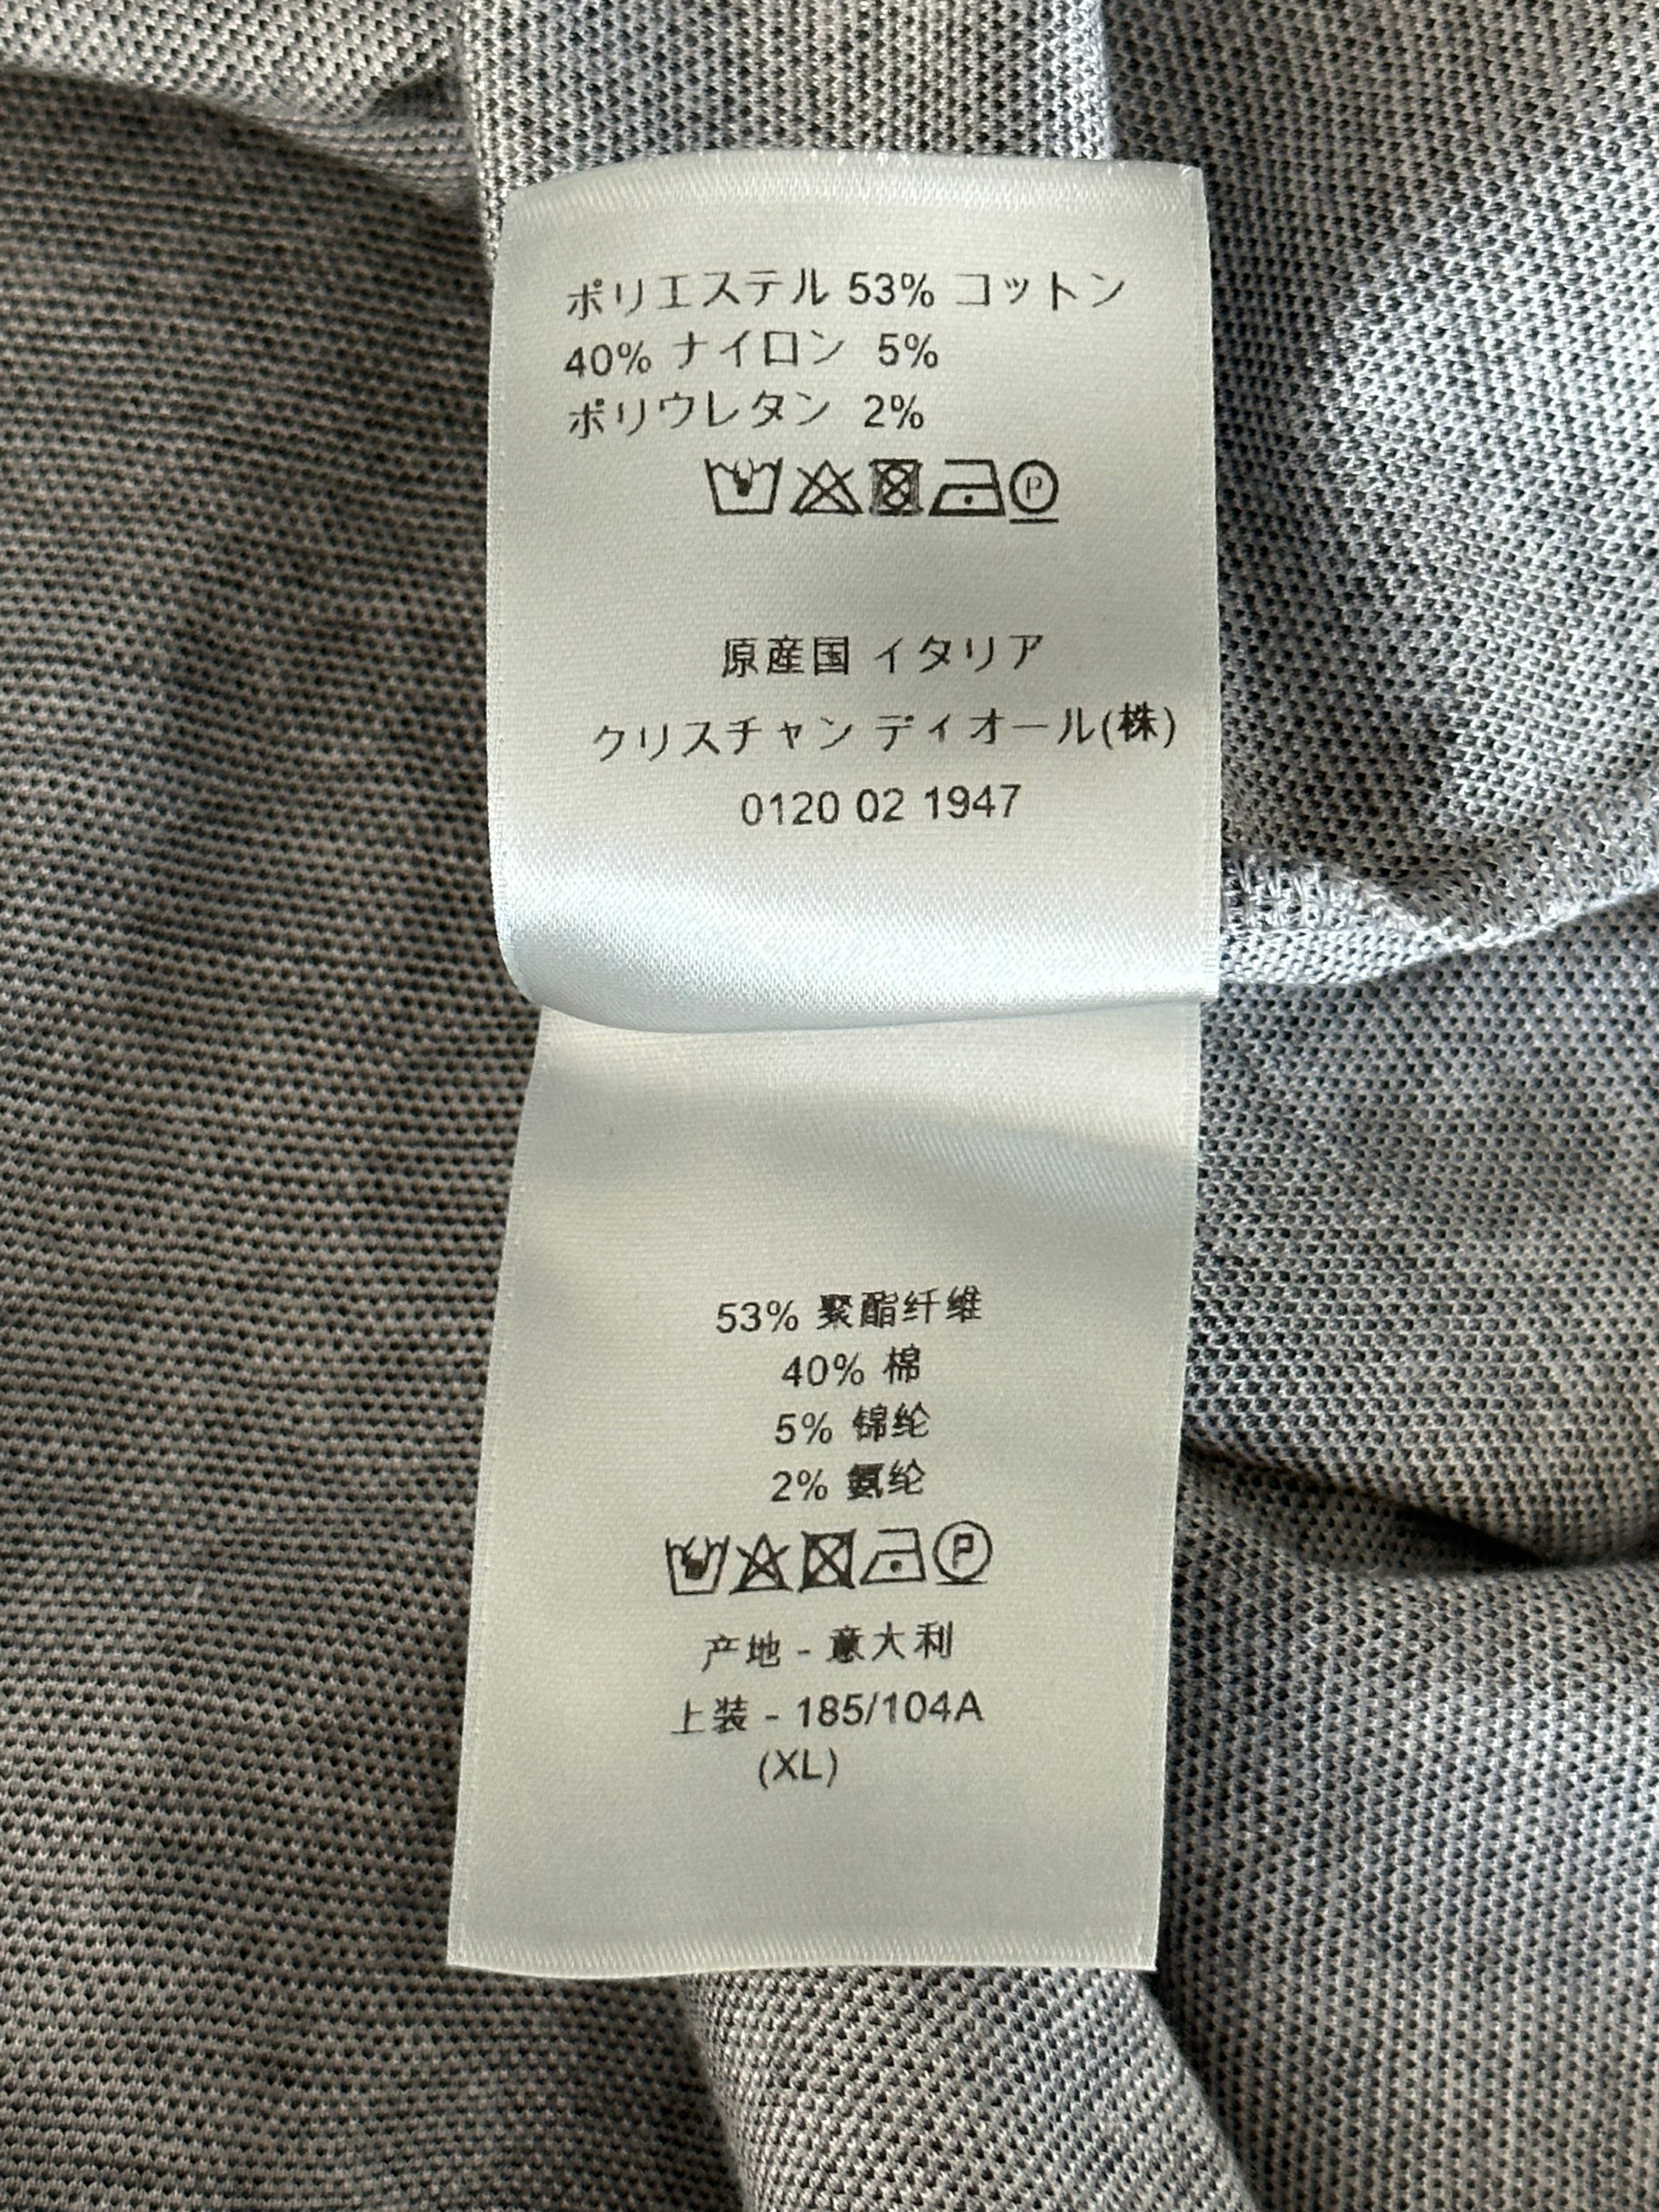 ポリエステル 53% コットン
40% ナイロン 5%
ポリウレタン 2%
P
原産国 イタリア
クリスチャン ディオール(株)
0120 02 1947
53% 聚酯纤维
40% 棉
5% 锦纶
2% 氨纶
P
产地 - 意大利
上装 - 185/104A
(XL)